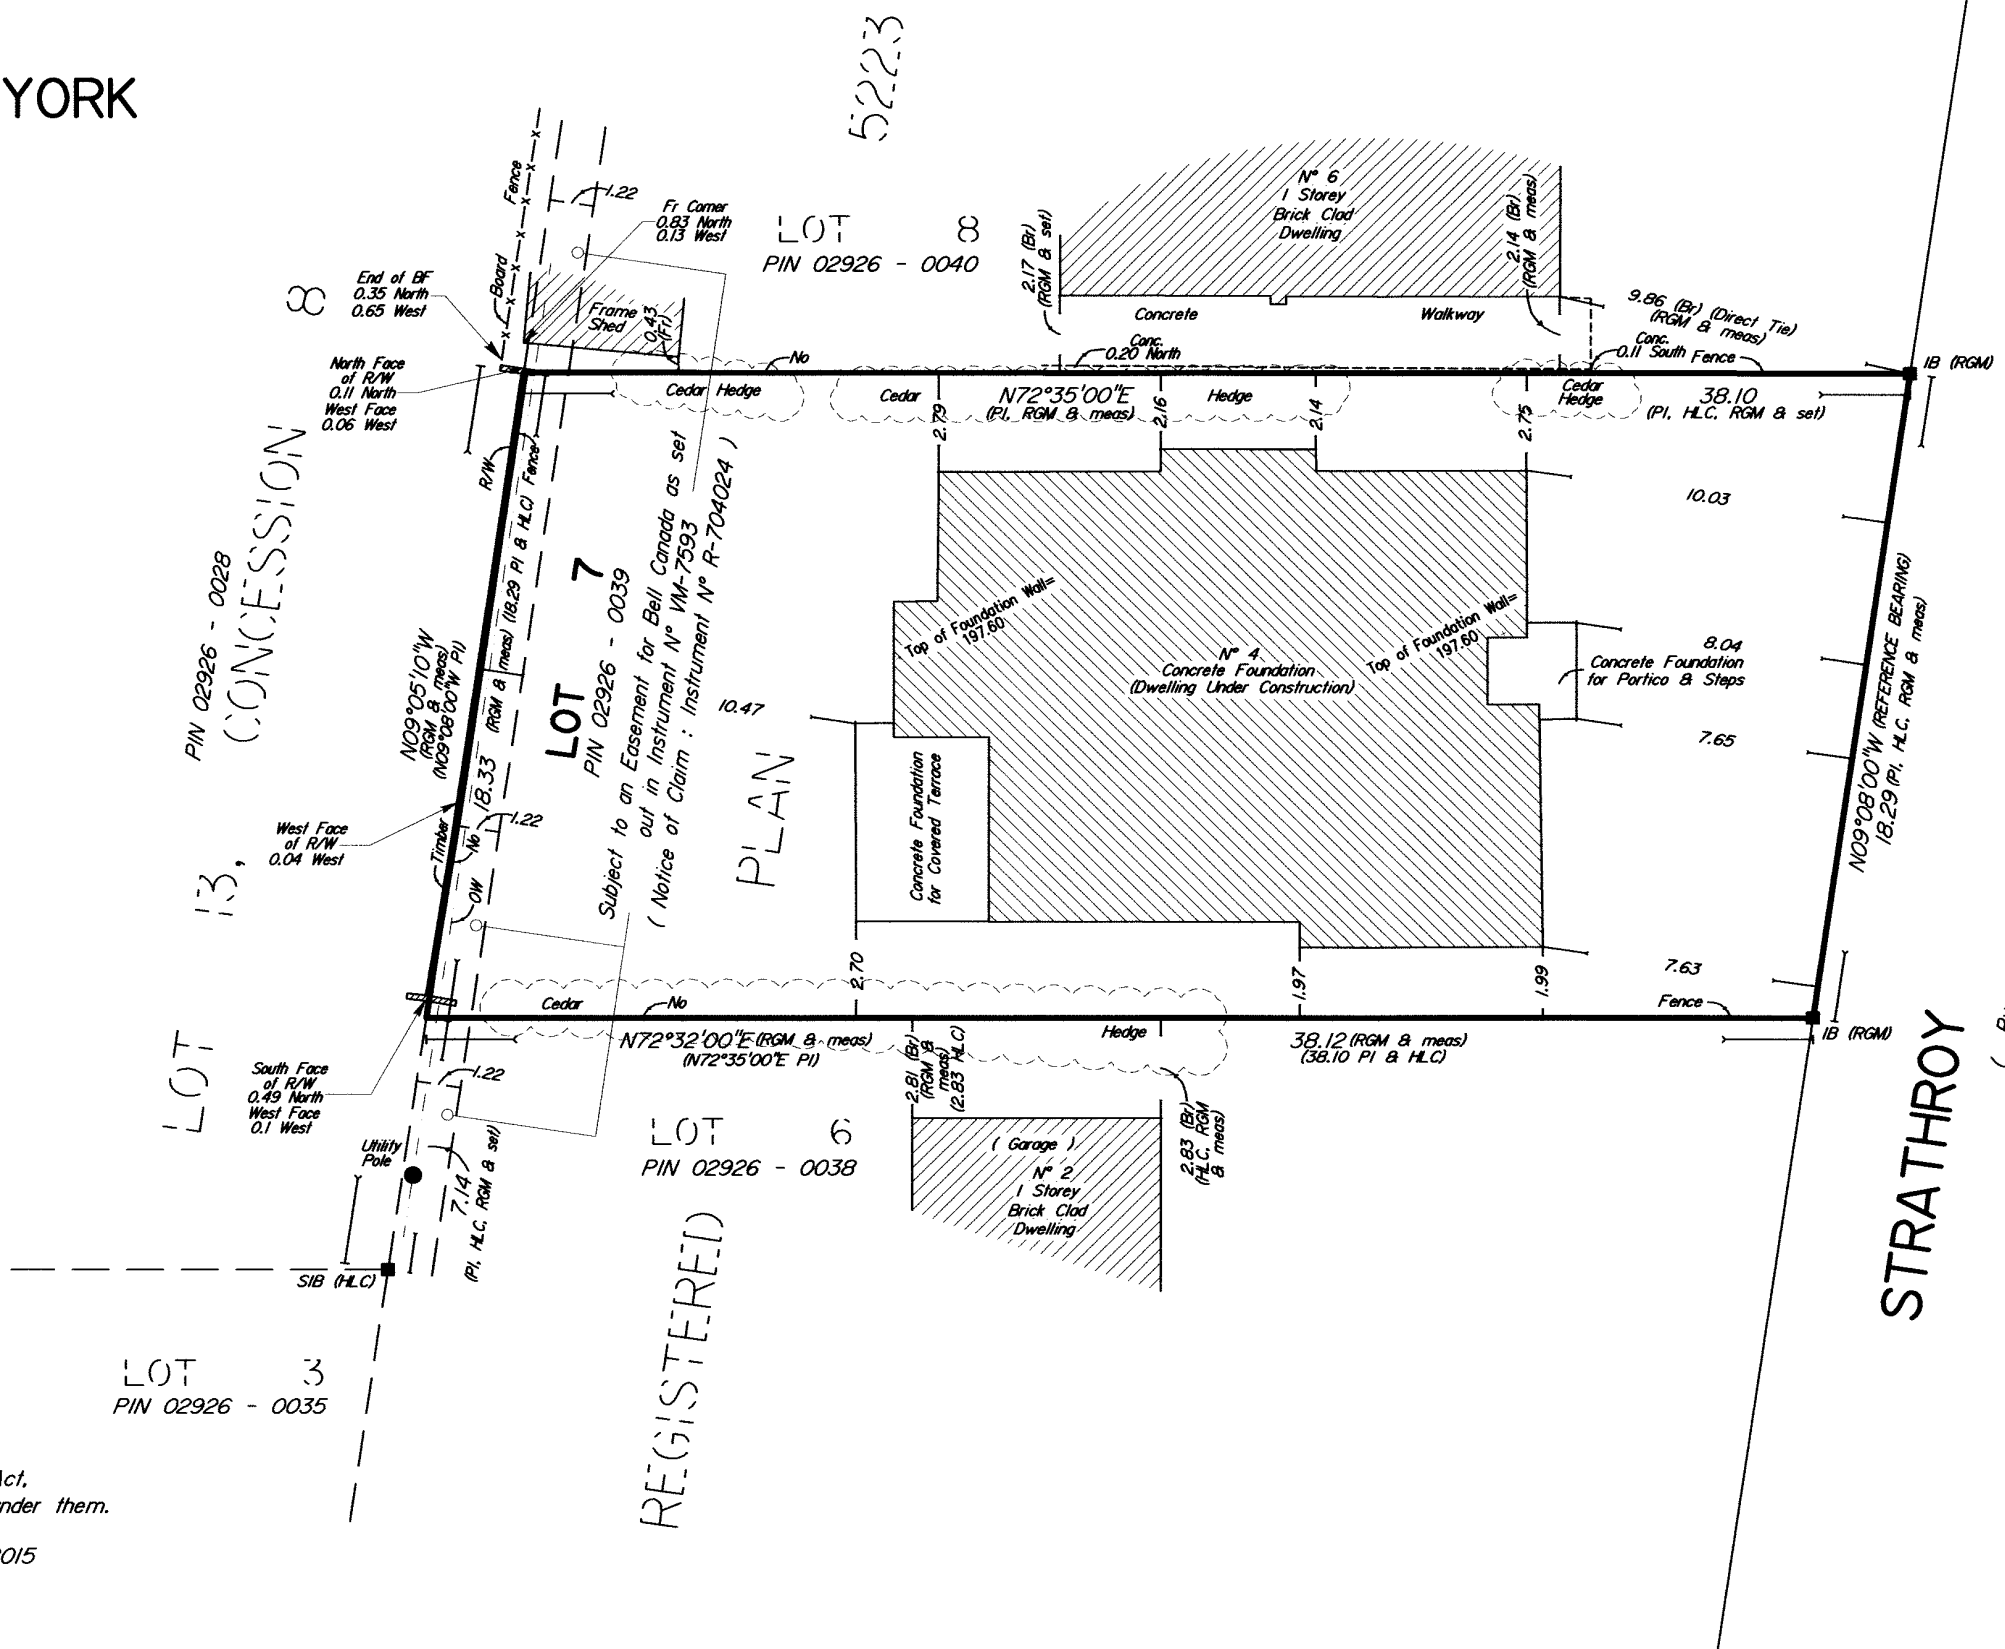 YORK
5223
Fence
1.22
Fr Corner
0.83 North
0.13 West
LOT 8
PIN 02926 - 0040
2.17 (Br)
(RGM & set)
N° 6
1 Storey
Brick Clad
Dwelling
2.14 (Br)
(RGM & meas)
End of BF
0.35 North
0.65 West
Board
8
Frame
Shed
0.43
(Fr)
Concrete
Walkway
9.86 (Br) (Direct Tie)
(RGM & meas)
Conc.
0.20 North
No
Conc.
0.11 South
Fence
IB (RGM)
North Face
of R/W
0.11 North
West Face
0.06 West
Cedar Hedge
Cedar
N72°35'00"E
(Pl, RGM & meas)
Hedge
Cedar
Hedge
38.10
(Pl, HLC, RGM & set)
2.79
2.16
2.14
2.75
R/W
Fence
10.03
PIN 02926 - 0028
CONCESSION
N09°05'10"W
(RGM & meas)
(N09°08'00"W Pl)
18.33 (RGM & meas) (18.29 Pl & HLC)
LOT 7
PIN 02926 - 0039
Subject to an Easement for Bell Canada as set
out in Instrument N° VM-7593
( Notice of Claim : Instrument N° R-704024 )
Top of Foundation Wall=
197.60
N° 4
Concrete Foundation
(Dwelling Under Construction)
Top of Foundation Wall=
197.60
8.04
Concrete Foundation
for Portico & Steps
7.65
N09°08'00"W (REFERENCE BEARING)
18.29 (Pl, HLC, RGM & meas)
10.47
PLAN
Concrete Foundation
for Covered Terrace
West Face
of R/W
0.04 West
Timber
No
1.22
OW
13,
2.70
1.97
1.99
7.63
Cedar
No
Fence
N72°32'00"E (RGM & meas)
(N72°35'00"E Pl)
Hedge
38.12 (RGM & meas)
(38.10 Pl & HLC)
IB (RGM)
LOT
South Face
of R/W
0.49 North
West Face
0.1 West
1.22
2.81 (Br)
(RGM &
meas)
(2.83 HLC)
2.83 (Br)
(HLC, RGM
& meas)
LOT 6
PIN 02926 - 0038
( Garage )
N° 2
1 Storey
Brick Clad
Dwelling
Utility
Pole
7.14
(Pl, HLC, RGM & set)
SIB (HLC)
STRATHROY
REGISTERED
LOT 3
PIN 02926 - 0035
Act,
under them.
2015